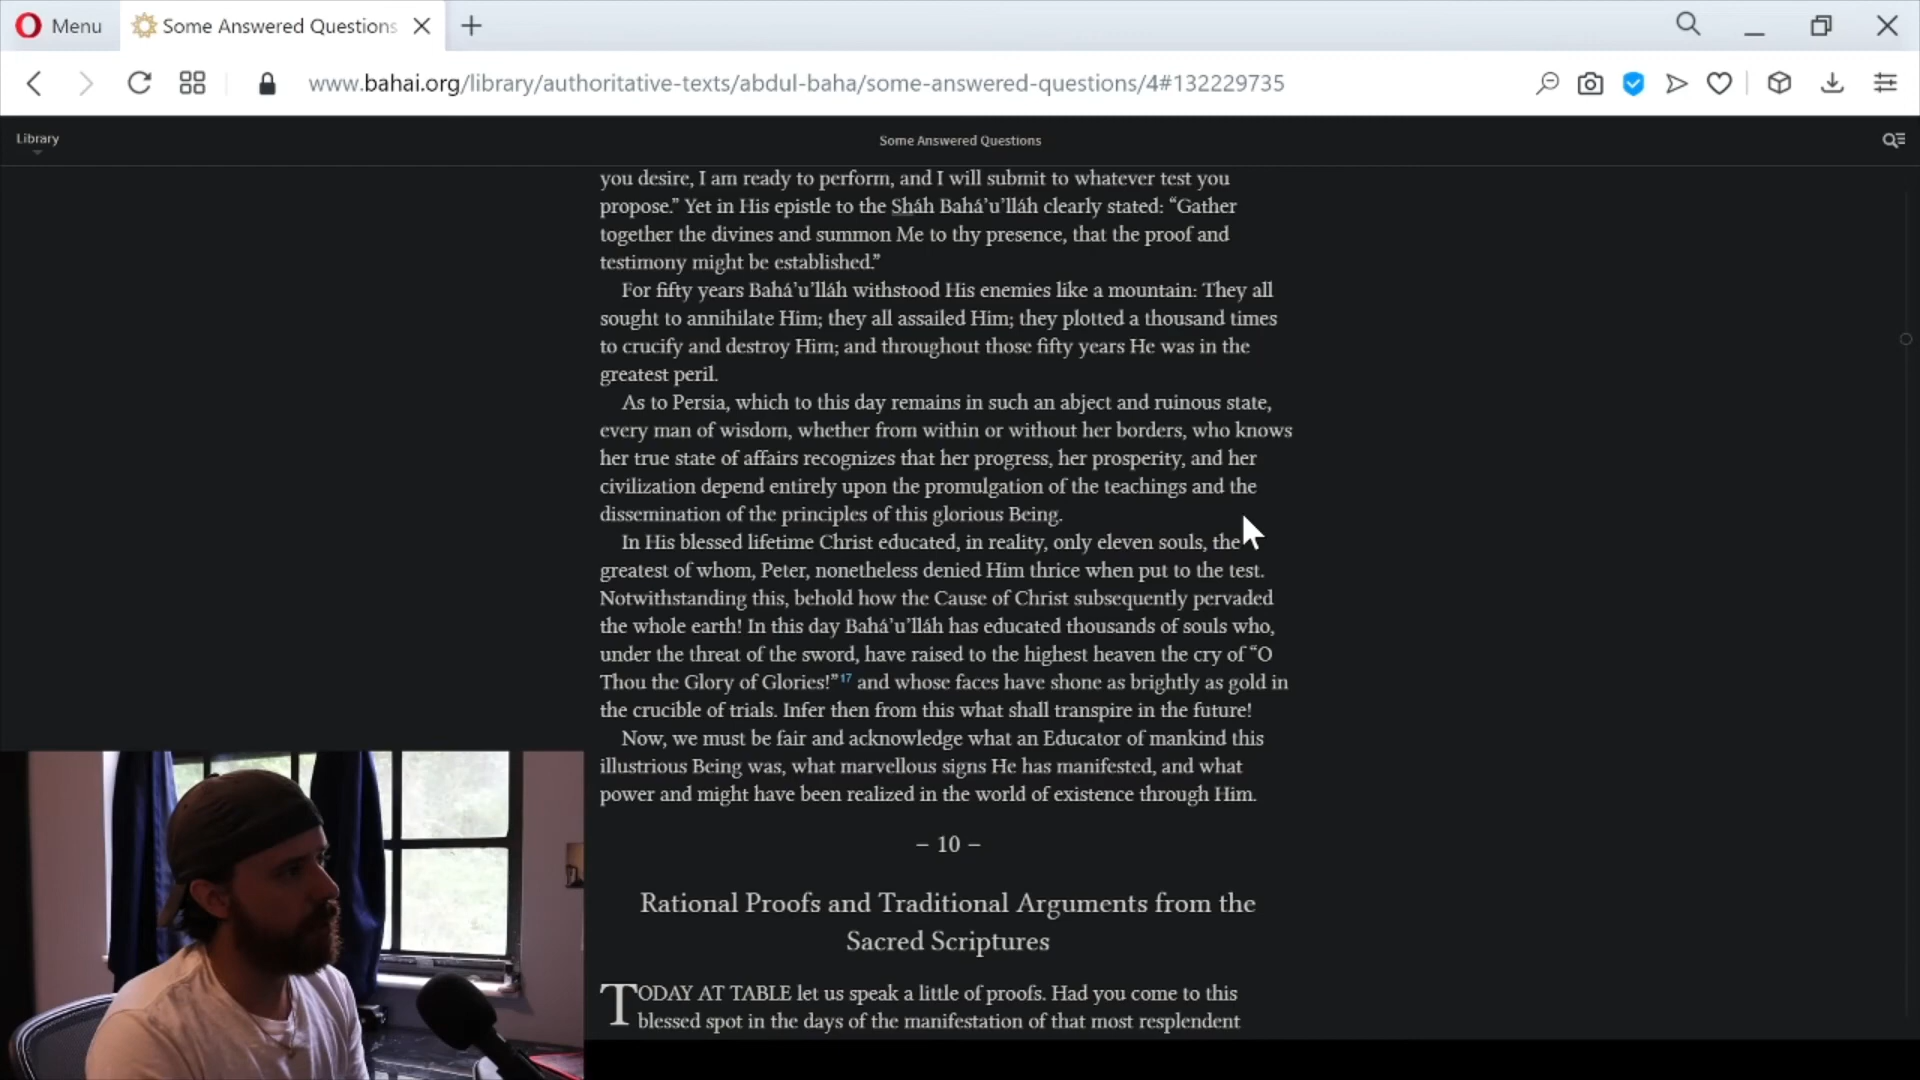 Menu
Some Answered Questions
www.bahai.org/library/authoritative-texts/abdul-baha/some-answered-questions/4#132229735
Library
Some Answered Questions
you desire, I am ready to perform, and I will submit to whatever test you
propose.” Yet in His epistle to the Sháh Bahá’u’lláh clearly stated: “Gather
together the divines and summon Me to thy presence, that the proof and
testimony might be established.”
For fifty years Bahá’u’lláh withstood His enemies like a mountain: They all
sought to annihilate Him; they all assailed Him; they plotted a thousand times
to crucify and destroy Him; and throughout those fifty years He was in the
greatest peril.
As to Persia, which to this day remains in such an abject and ruinous state,
every man of wisdom, whether from within or without her borders, who knows
her true state of affairs recognizes that her progress, her prosperity, and her
civilization depend entirely upon the promulgation of the teachings and the
dissemination of the principles of this glorious Being.
In His blessed lifetime Christ educated, in reality, only eleven souls, the
greatest of whom, Peter, nonetheless denied Him thrice when put to the test.
Notwithstanding this, behold how the Cause of Christ subsequently pervaded
the whole earth! In this day Bahá’u’lláh has educated thousands of souls who,
under the threat of the sword, have raised to the highest heaven the cry of “O
Thou the Glory of Glories!”17 and whose faces have shone as brightly as gold in
the crucible of trials. Infer then from this what shall transpire in the future!
Now, we must be fair and acknowledge what an Educator of mankind this
illustrious Being was, what marvellous signs He has manifested, and what
power and might have been realized in the world of existence through Him.
– 10 –
Rational Proofs and Traditional Arguments from the
Sacred Scriptures
TODAY AT TABLE let us speak a little of proofs. Had you come to this
blessed spot in the days of the manifestation of that most resplendent